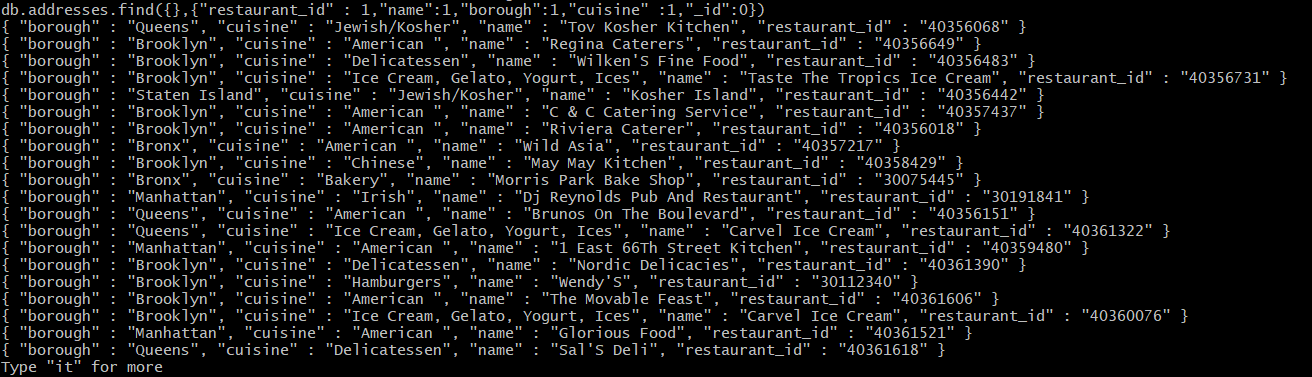 db.addresses.find({},{"restaurant_id" : 1,"name":1,"borough":1,"cuisine" :1,"_id":0})
{ "borough" : "Queens", "cuisine" : "Jewish/Kosher", "name" : "Tov Kosher Kitchen", "restaurant_id" : "40356068" }
{ "borough" : "Brooklyn", "cuisine" : "American ", "name" : "Regina Caterers", "restaurant_id" : "40356649" }
{ "borough" : "Brooklyn", "cuisine" : "Delicatessen", "name" : "Wilken'S Fine Food", "restaurant_id" : "40356483" }
{ "borough" : "Brooklyn", "cuisine" : "Ice Cream, Gelato, Yogurt, Ices", "name" : "Taste The Tropics Ice Cream", "restaurant_id" : "40356731" }
{ "borough" : "Staten Island", "cuisine" : "Jewish/Kosher", "name" : "Kosher Island", "restaurant_id" : "40356442" }
{ "borough" : "Brooklyn", "cuisine" : "American ", "name" : "C & C Catering Service", "restaurant_id" : "40357437" }
{ "borough" : "Brooklyn", "cuisine" : "American ", "name" : "Riviera Caterer", "restaurant_id" : "40356018" }
{ "borough" : "Bronx", "cuisine" : "American ", "name" : "Wild Asia", "restaurant_id" : "40357217" }
{ "borough" : "Brooklyn", "cuisine" : "Chinese", "name" : "May May Kitchen", "restaurant_id" : "40358429" }
{ "borough" : "Bronx", "cuisine" : "Bakery", "name" : "Morris Park Bake Shop", "restaurant_id" : "30075445" }
{ "borough" : "Manhattan", "cuisine" : "Irish", "name" : "Dj Reynolds Pub And Restaurant", "restaurant_id" : "30191841" }
{ "borough" : "Queens", "cuisine" : "American ", "name" : "Brunos On The Boulevard", "restaurant_id" : "40356151" }
{ "borough" : "Queens", "cuisine" : "Ice Cream, Gelato, Yogurt, Ices", "name" : "Carvel Ice Cream", "restaurant_id" : "40361322" }
{ "borough" : "Manhattan", "cuisine" : "American ", "name" : "1 East 66Th Street Kitchen", "restaurant_id" : "40359480" }
{ "borough" : "Brooklyn", "cuisine" : "Delicatessen", "name" : "Nordic Delicacies", "restaurant_id" : "40361390" }
{ "borough" : "Brooklyn", "cuisine" : "Hamburgers", "name" : "Wendy'S", "restaurant_id" : "30112340" }
{ "borough" : "Brooklyn", "cuisine" : "American ", "name" : "The Movable Feast", "restaurant_id" : "40361606" }
{ "borough" : "Brooklyn", "cuisine" : "Ice Cream, Gelato, Yogurt, Ices", "name" : "Carvel Ice Cream", "restaurant_id" : "40360076" }
{ "borough" : "Manhattan", "cuisine" : "American ", "name" : "Glorious Food", "restaurant_id" : "40361521" }
{ "borough" : "Queens", "cuisine" : "Delicatessen", "name" : "Sal'S Deli", "restaurant_id" : "40361618" }
Type "it" for more